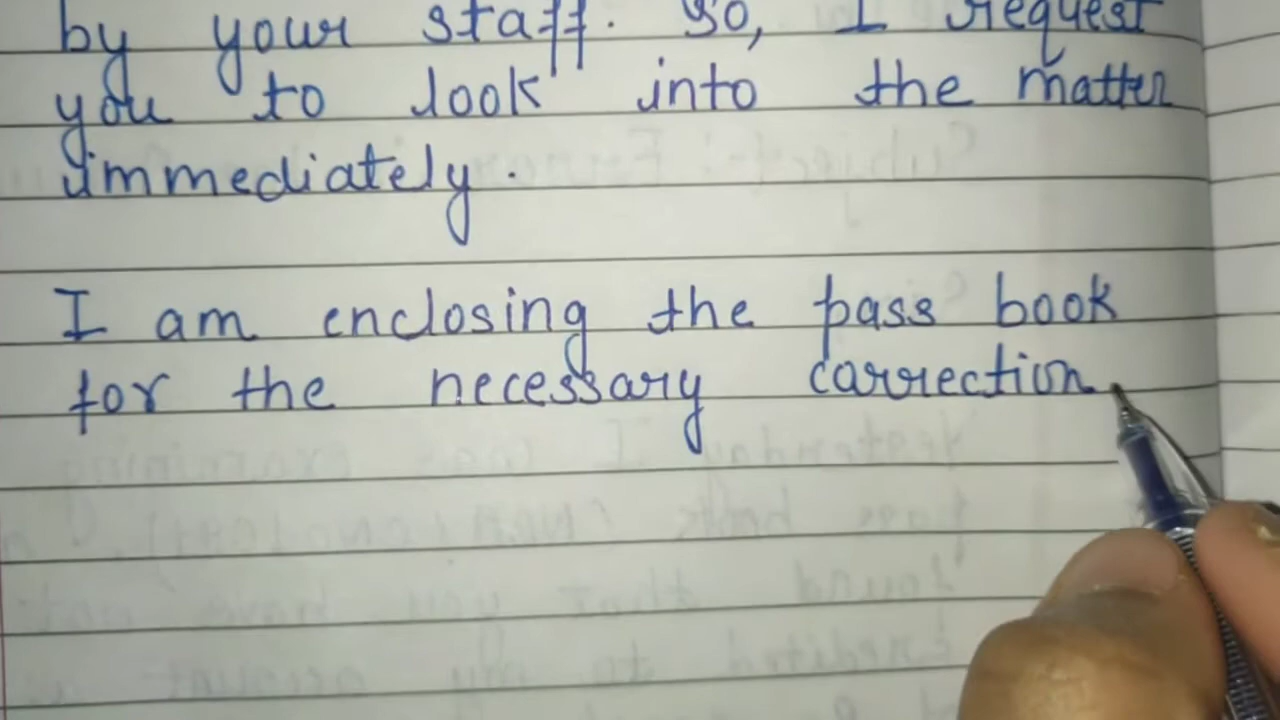 by your staff. So, I request
you to look into the matter
immediately.
I am enclosing the pass book
for the necessary carrection.